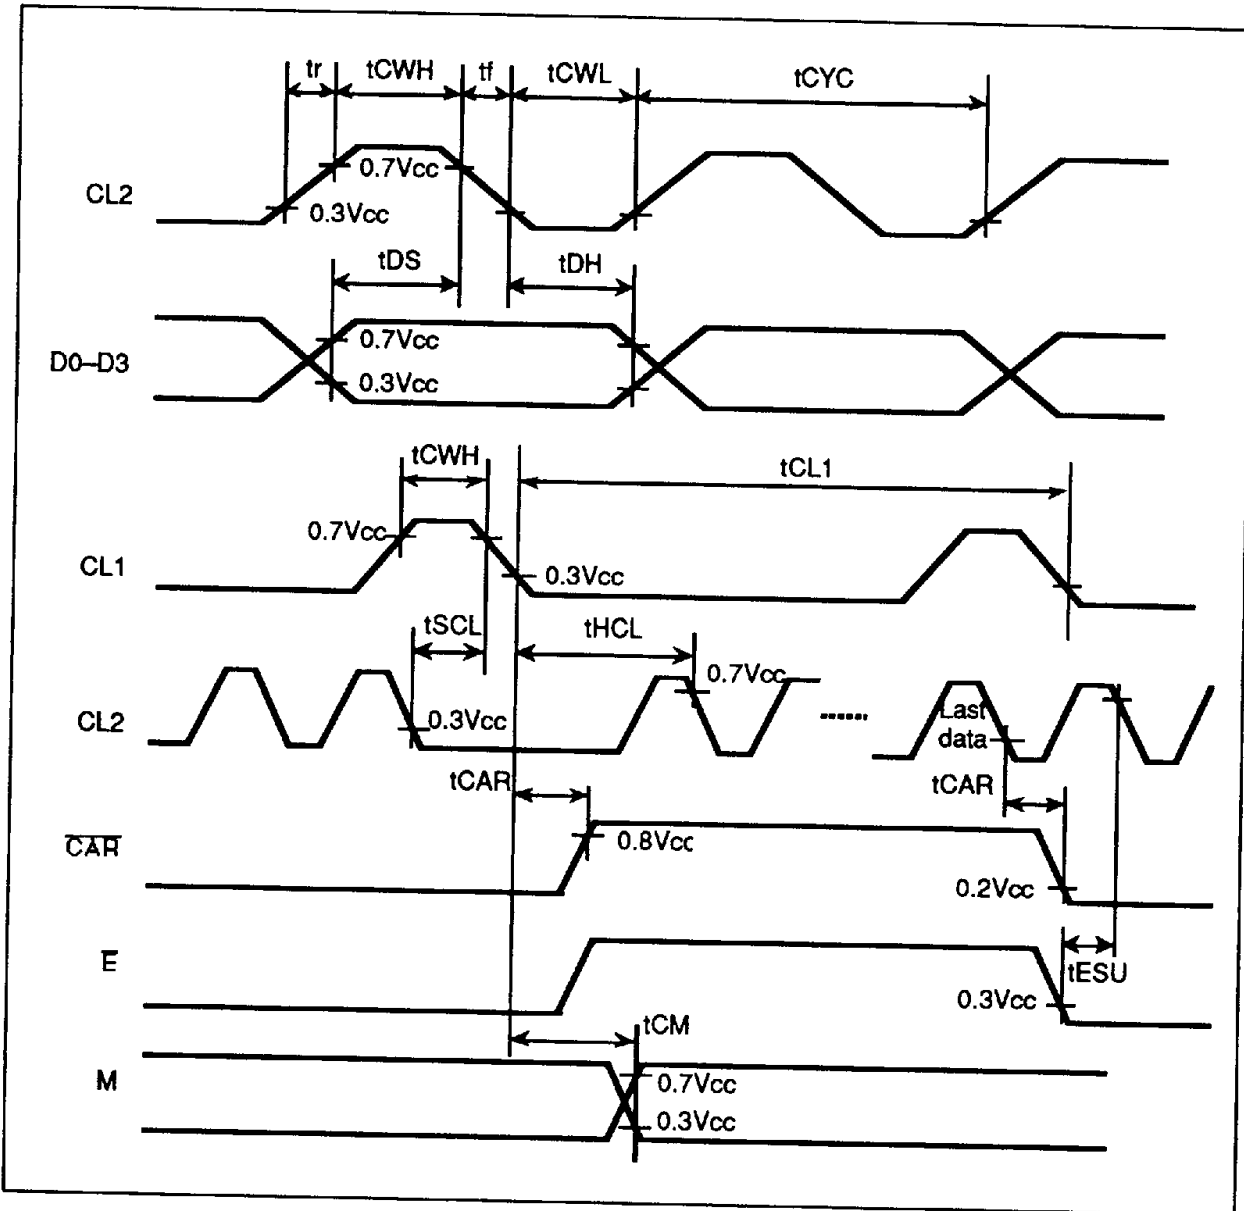 tr tCWH tf tCWL tCYC
CL2
0.7Vcc
0.3Vcc
tDS tDH
D0–D3
0.7Vcc
0.3Vcc
tCWH tCL1
0.7Vcc
CL1
0.3Vcc
tSCL tHCL
0.7Vcc
CL2
0.3Vcc
Last
data
tCAR tCAR
CAR
0.8Vcc
0.2Vcc
E
tESU
0.3Vcc
tCM
M
0.7Vcc
0.3Vcc